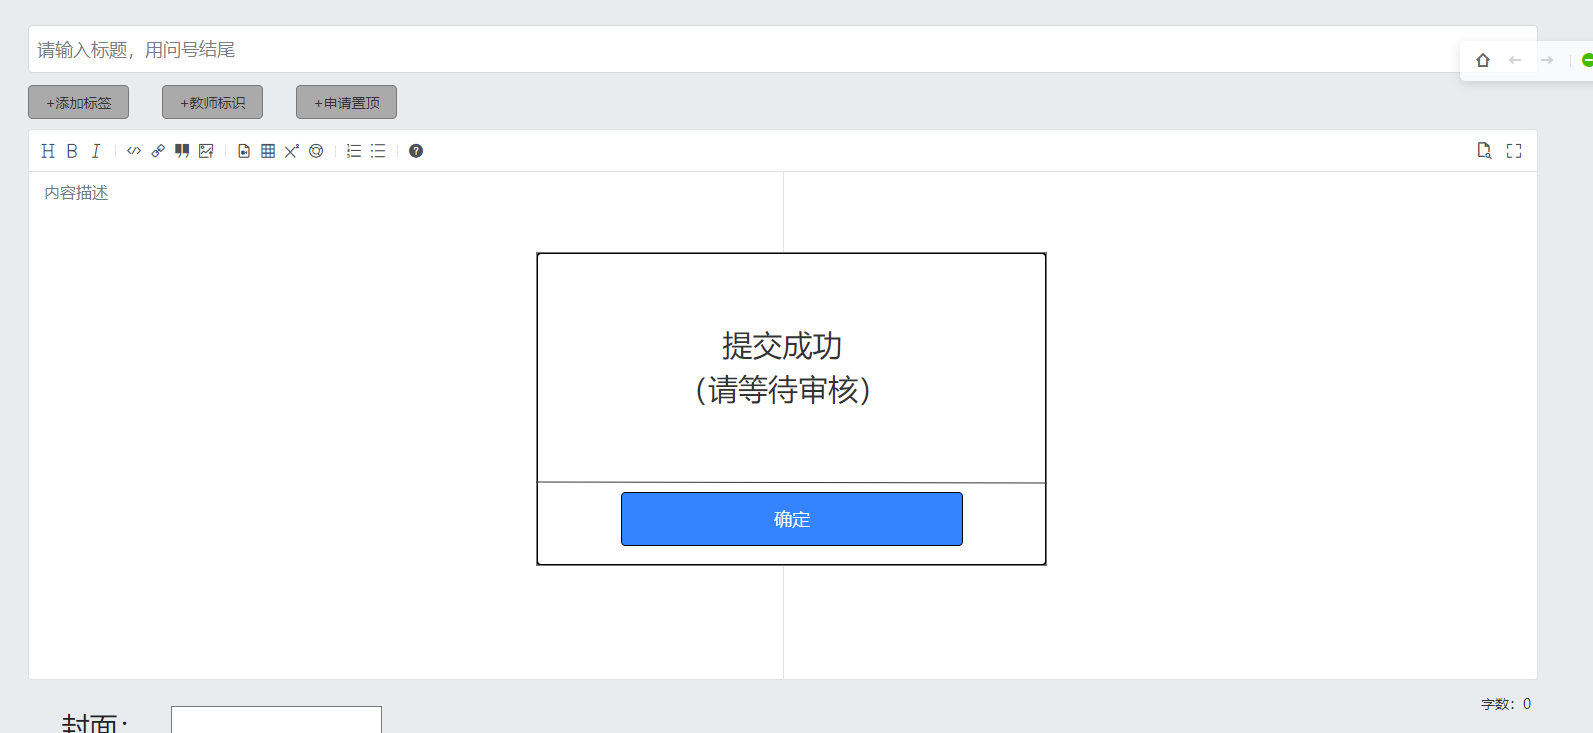 请输入标题，用问号结尾
+添加标签 +教师标识 +申请置顶
H B I
内容描述
提交成功
（请等待审核）
确定
字数：0
封面：